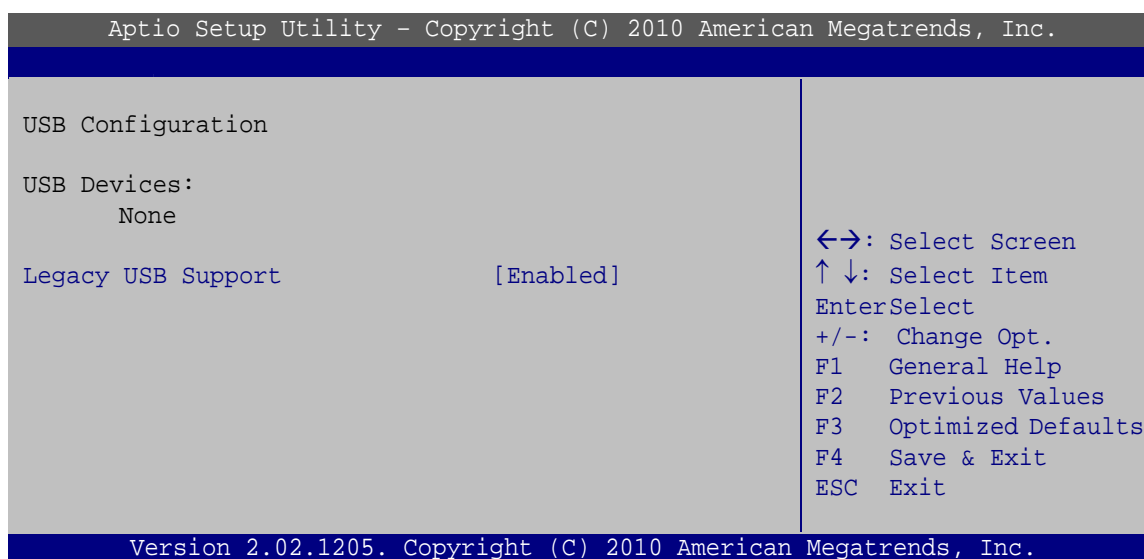 Aptio Setup Utility – Copyright (C) 2010 American Megatrends, Inc.
USB Configuration
USB Devices:
None
Legacy USB Support [Enabled]
←→: Select Screen
↑ ↓: Select Item
EnterSelect
+/-: Change Opt.
F1 General Help
F2 Previous Values
F3 Optimized Defaults
F4 Save & Exit
ESC Exit
Version 2.02.1205. Copyright (C) 2010 American Megatrends, Inc.